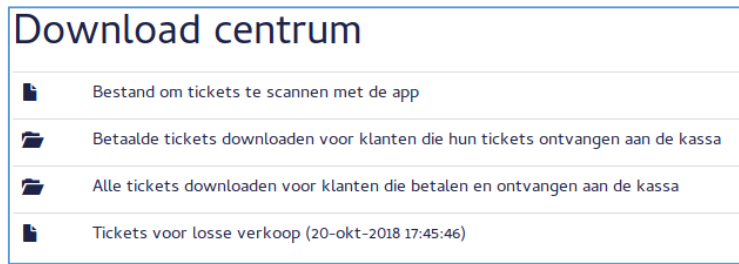 Download centrum
Bestand om tickets te scannen met de app
Betaalde tickets downloaden voor klanten die hun tickets ontvangen aan de kassa
Alle tickets downloaden voor klanten die betalen en ontvangen aan de kassa
Tickets voor losse verkoop (20-okt-2018 17:45:46)